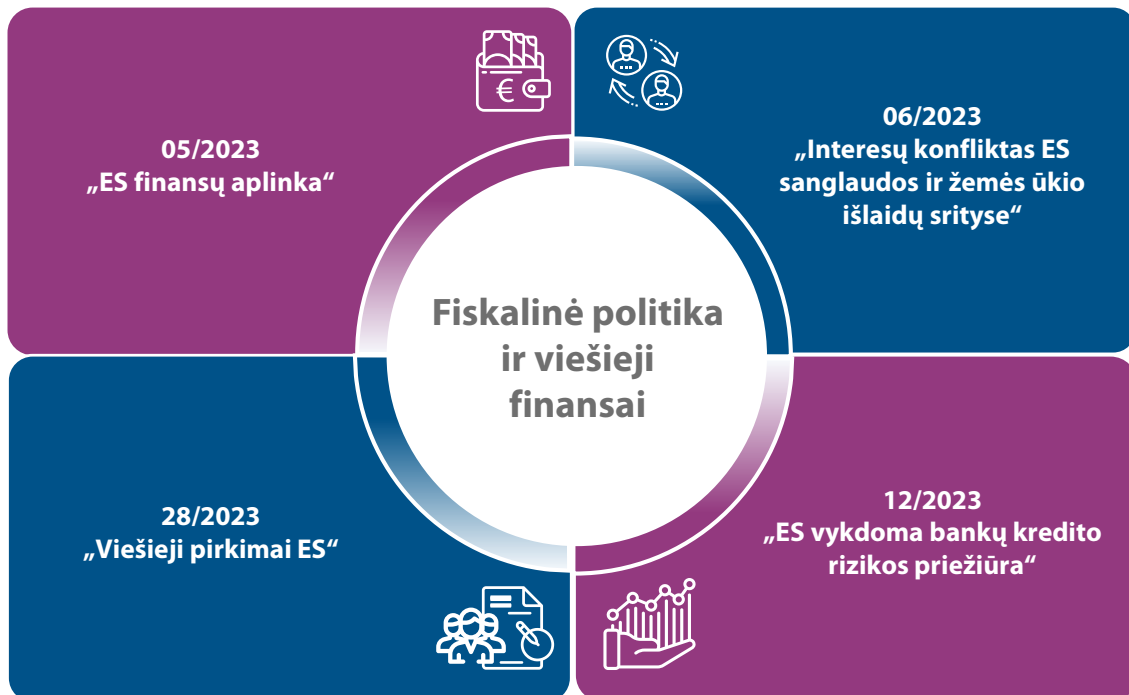 05/2023
„ES finansų aplinka“
06/2023
„Interesų konfliktas ES
sanglaudos ir žemės ūkio
išlaidų srityse“
Fiskalinė politika
ir viešieji
finansai
28/2023
„Viešieji pirkimai ES“
12/2023
„ES vykdoma bankų kredito
rizikos priežiūra“